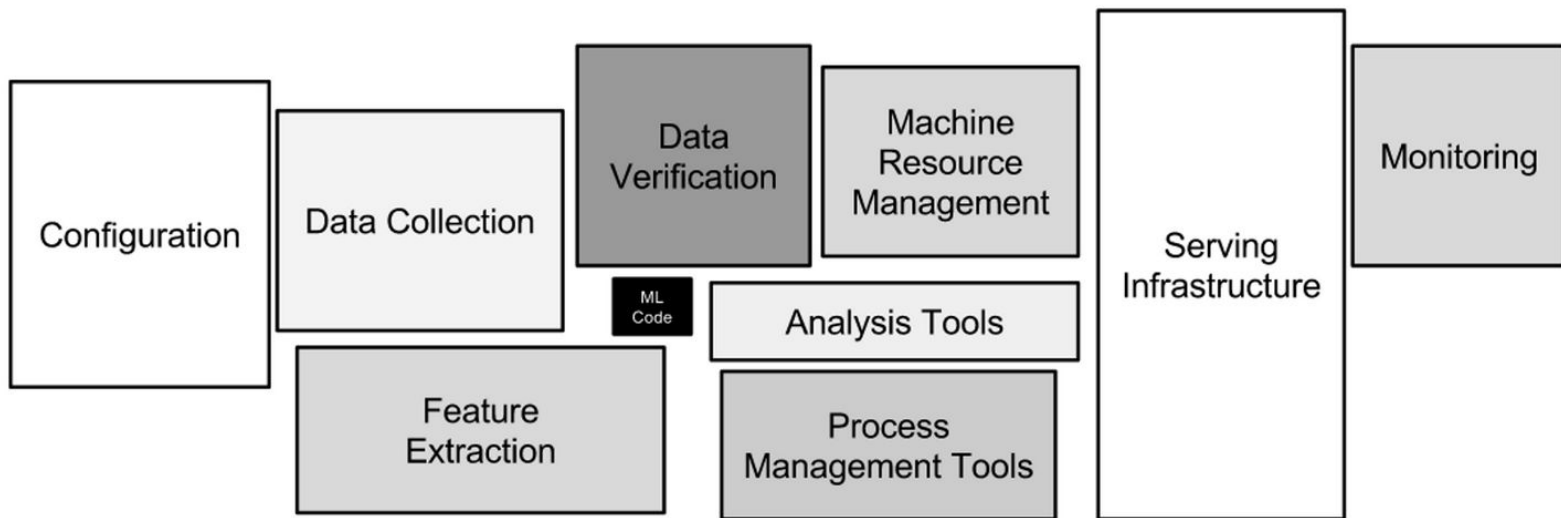 Configuration
Data Collection
Feature
Extraction
Data
Verification
ML
Code
Machine
Resource
Management
Analysis Tools
Process
Management Tools
Serving
Infrastructure
Monitoring